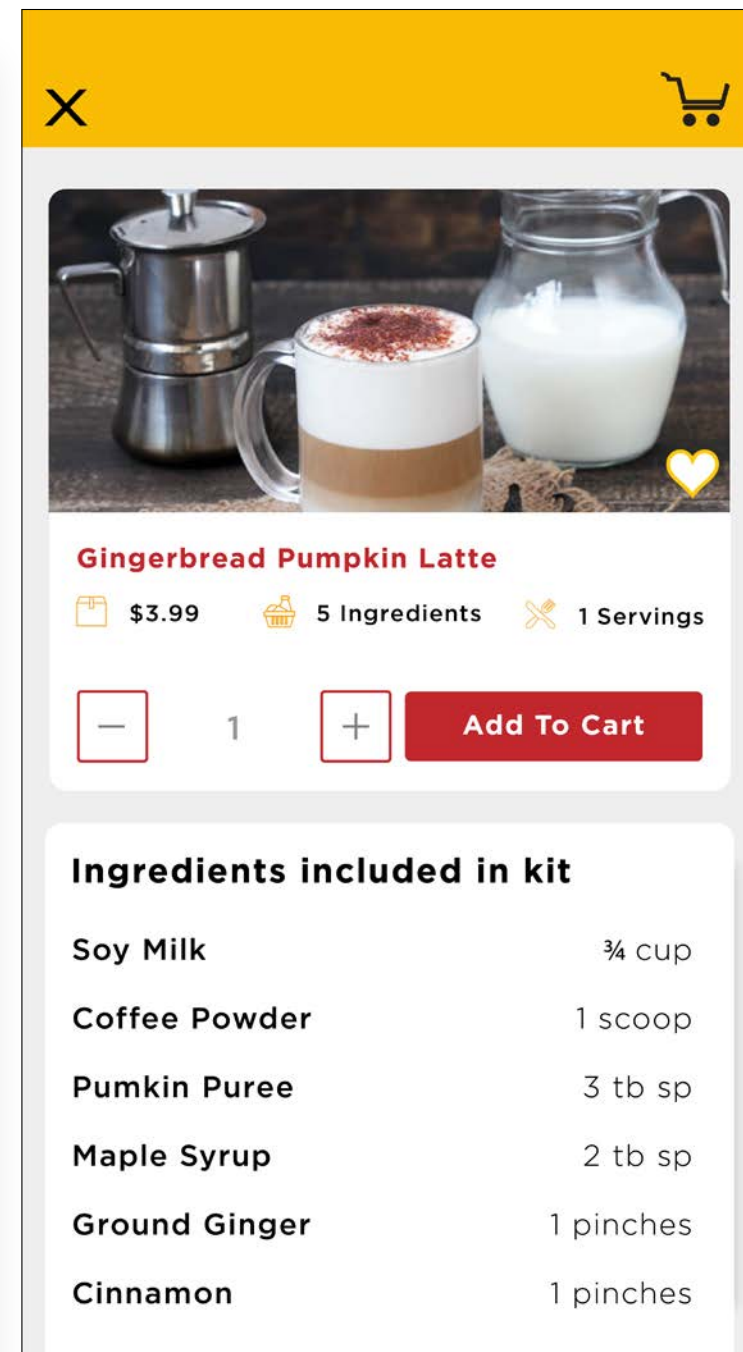 Gingerbread Pumpkin Latte
$3.99 5 Ingredients 1 Servings
1 Add To Cart
Ingredients included in kit
Soy Milk ¾ cup
Coffee Powder 1 scoop
Pumkin Puree 3 tb sp
Maple Syrup 2 tb sp
Ground Ginger 1 pinches
Cinnamon 1 pinches